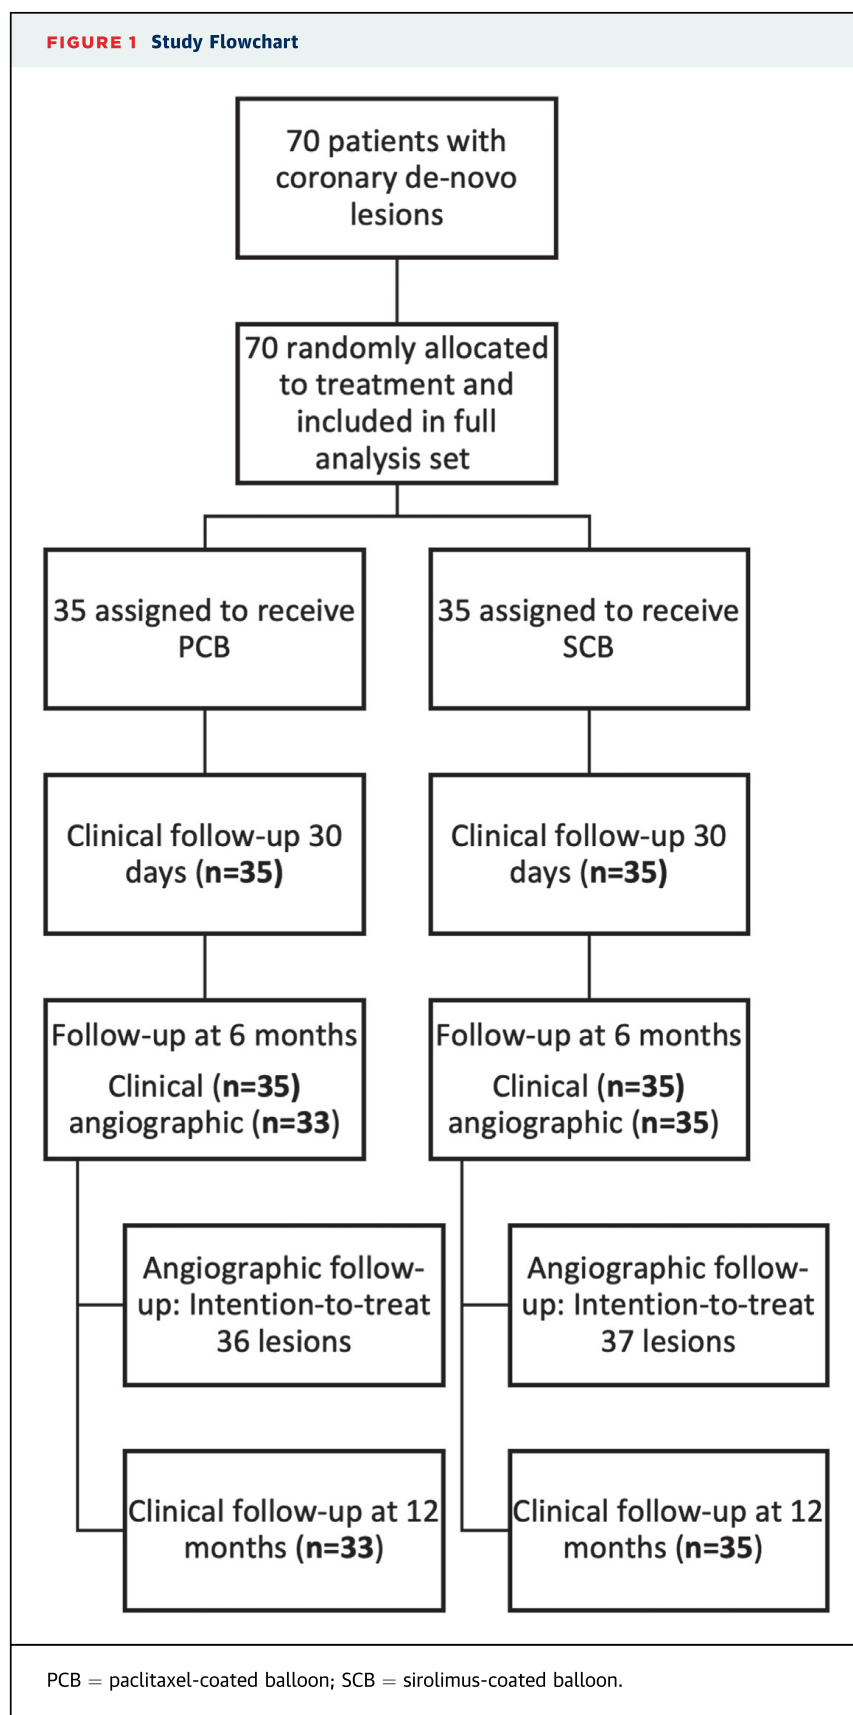 FIGURE 1 Study Flowchart
70 patients with
coronary de-novo
lesions
70 randomly allocated
to treatment and
included in full
analysis set
35 assigned to receive
PCB
35 assigned to receive
SCB
Clinical follow-up 30
days (n=35)
Clinical follow-up 30
days (n=35)
Follow-up at 6 months
Clinical (n=35)
angiographic (n=33)
Follow-up at 6 months
Clinical (n=35)
angiographic (n=35)
Angiographic follow-
up: Intention-to-treat
36 lesions
Angiographic follow-
up: Intention-to-treat
37 lesions
Clinical follow-up at 12
months (n=33)
Clinical follow-up at 12
months (n=35)
PCB = paclitaxel-coated balloon; SCB = sirolimus-coated balloon.